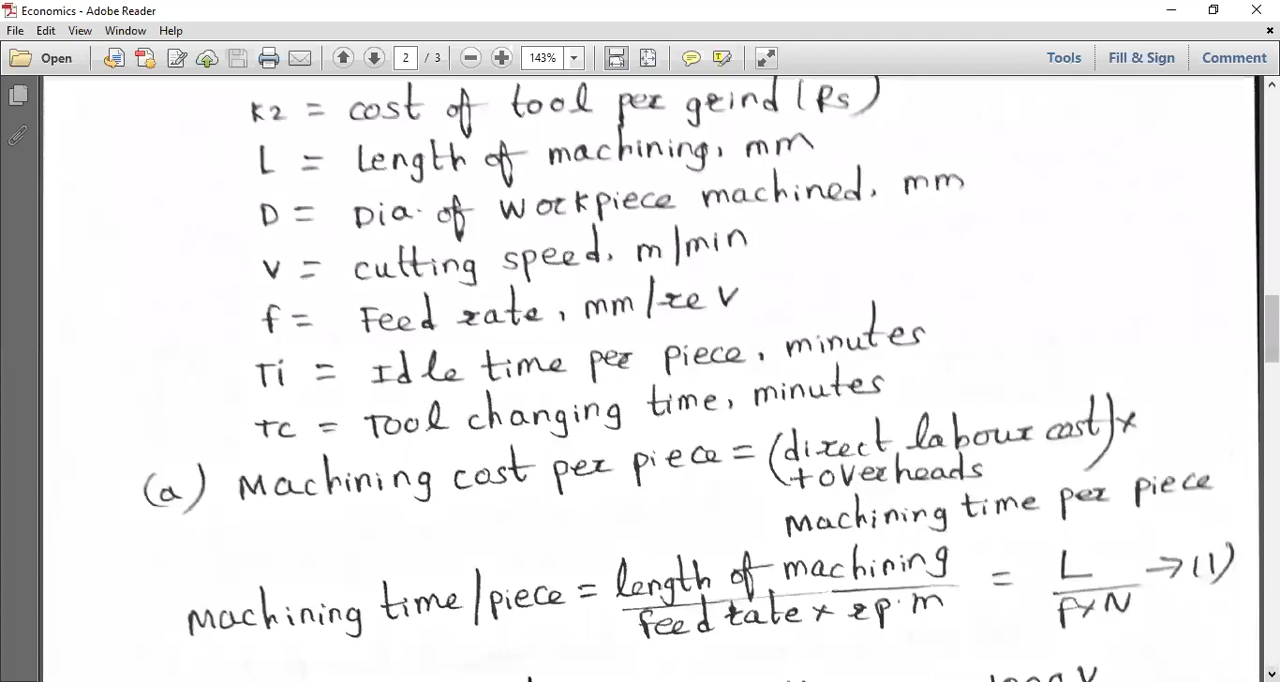 Economics - Adobe Reader
File Edit View Window Help
Open 2 / 3 143% Tools Fill & Sign Comment
K2 = cost of tool per grind (Rs)
L = Length of machining, mm
D = Dia. of workpiece machined, mm
V = cutting speed, m/min
f = Feed rate, mm/rev
Ti = Idle time per piece, minutes
TC = Tool changing time, minutes
(a) Machining cost per piece = (direct labour cost) x
+ overheads
Machining time per piece
Machining time/piece = length of machining / feed rate x rp.m = L / f x N → (1)